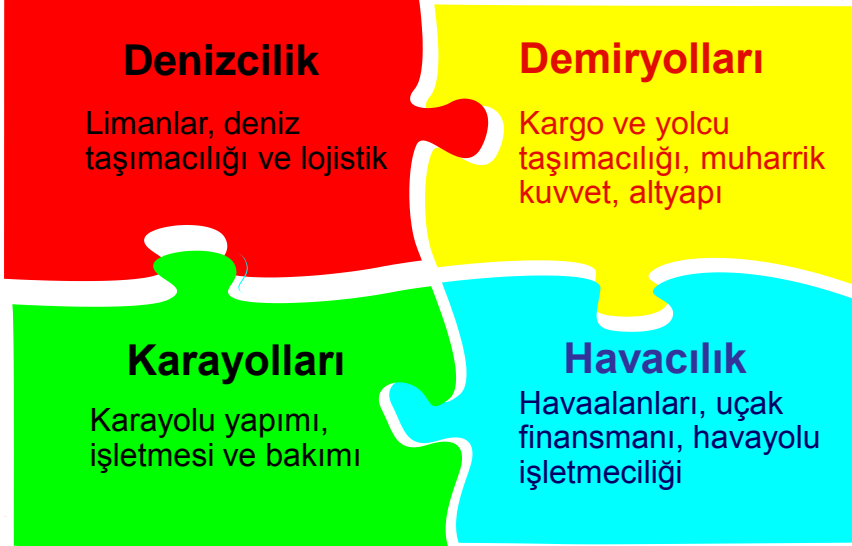 Denizcilik
Limanlar, deniz
taşımacılığı ve lojistik
Demiryolları
Kargo ve yolcu
taşımacılığı, muharrik
kuvvet, altyapı
Karayolları
Karayolu yapımı,
işletmesi ve bakımı
Havacılık
Havaalanları, uçak
finansmanı, havayolu
işletmeciliği